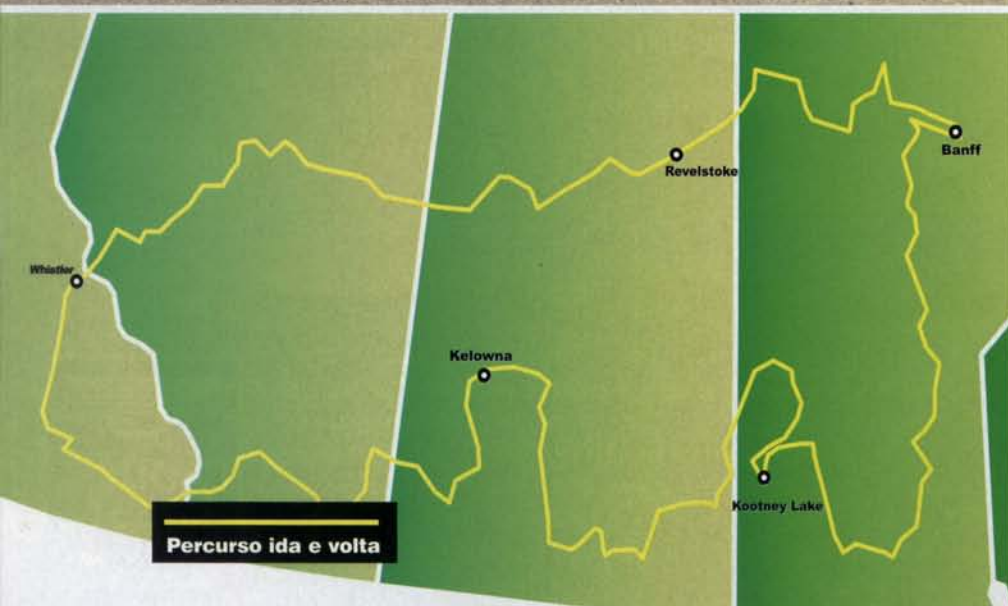 Banff
Revelstoke
Whistler
Kelowna
Kootney Lake
Percurso ida e volta